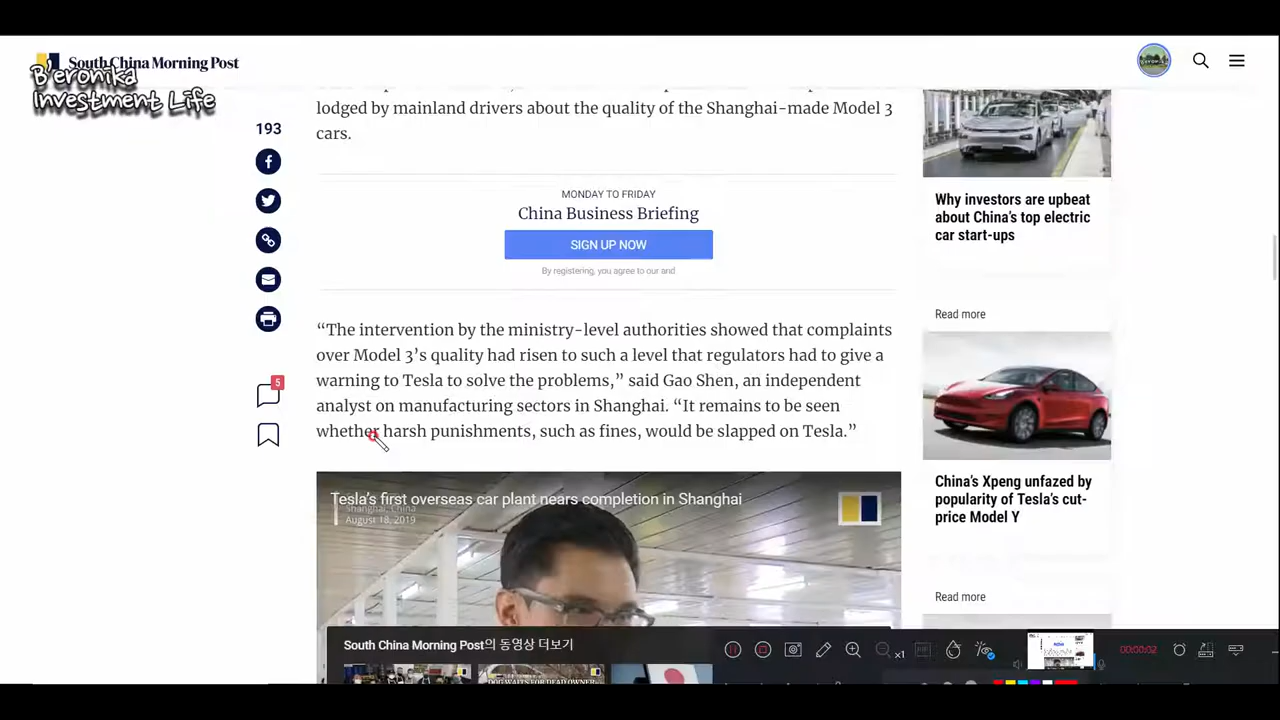 South China Morning Post
B'eronika
Investment Life
193
lodged by mainland drivers about the quality of the Shanghai-made Model 3
cars.
MONDAY TO FRIDAY
China Business Briefing
SIGN UP NOW
By registering, you agree to our and
“The intervention by the ministry-level authorities showed that complaints
over Model 3’s quality had risen to such a level that regulators had to give a
warning to Tesla to solve the problems,” said Gao Shen, an independent
analyst on manufacturing sectors in Shanghai. “It remains to be seen
whether harsh punishments, such as fines, would be slapped on Tesla.”
5
Tesla’s first overseas car plant nears completion in Shanghai
Shanghai, China
August 18, 2019
South China Morning Post의 동영상 더보기
Why investors are upbeat
about China’s top electric
car start-ups
Read more
China’s Xpeng unfazed by
popularity of Tesla’s cut-
price Model Y
Read more
x1
00:00:02